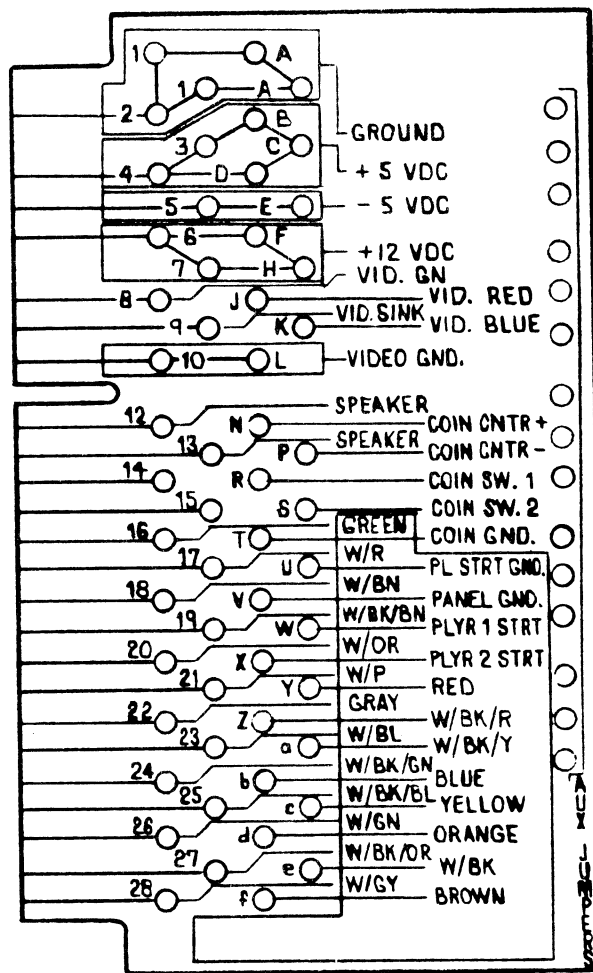 1 A
1 A
2
GROUND
B
3 C
4 D
+ 5 VDC
5 E - 5 VDC
6 F
+12 VDC
7 H
VID. GN
8 J VID. RED
VID. SINK
9 K VID. BLUE
10 L VIDEO GND.
SPEAKER
12 N COIN CNTR+
SPEAKER
13 P COIN CNTR-
14 R COIN SW. 1
15 S COIN SW. 2
GREEN
16 T COIN GND.
W/R
17 U PL STRT GND.
W/BN
18 V PANEL GND.
W/BK/BN
19 W PLYR 1 STRT
W/OR
20 X PLYR 2 STRT
W/P
21 Y RED
GRAY
22 Z W/BK/R
W/BL
23 a W/BK/Y
W/BK/GN
24 b BLUE
W/BK/BL
25 c YELLOW
W/GN
26 d ORANGE
W/BK/OR
27 e W/BK
W/GY
28 f BROWN
AUX JUMPERS